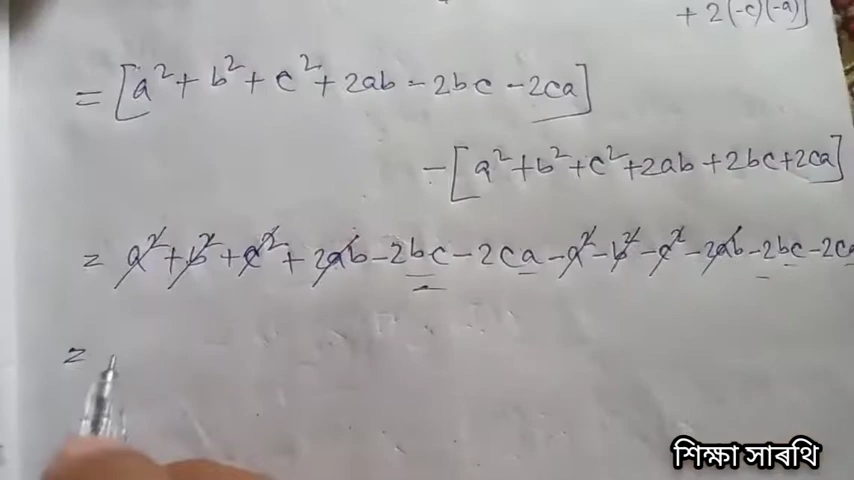 + 2(-c)(-a)]
= [a² + b² + c² + 2ab - 2bc - 2ca]
- [a² + b² + c² + 2ab + 2bc + 2ca]
= a² + b² + c² + 2ab - 2bc - 2ca - a² - b² - c² - 2ab - 2bc - 2ca
=
শিক্ষা সাৰথি